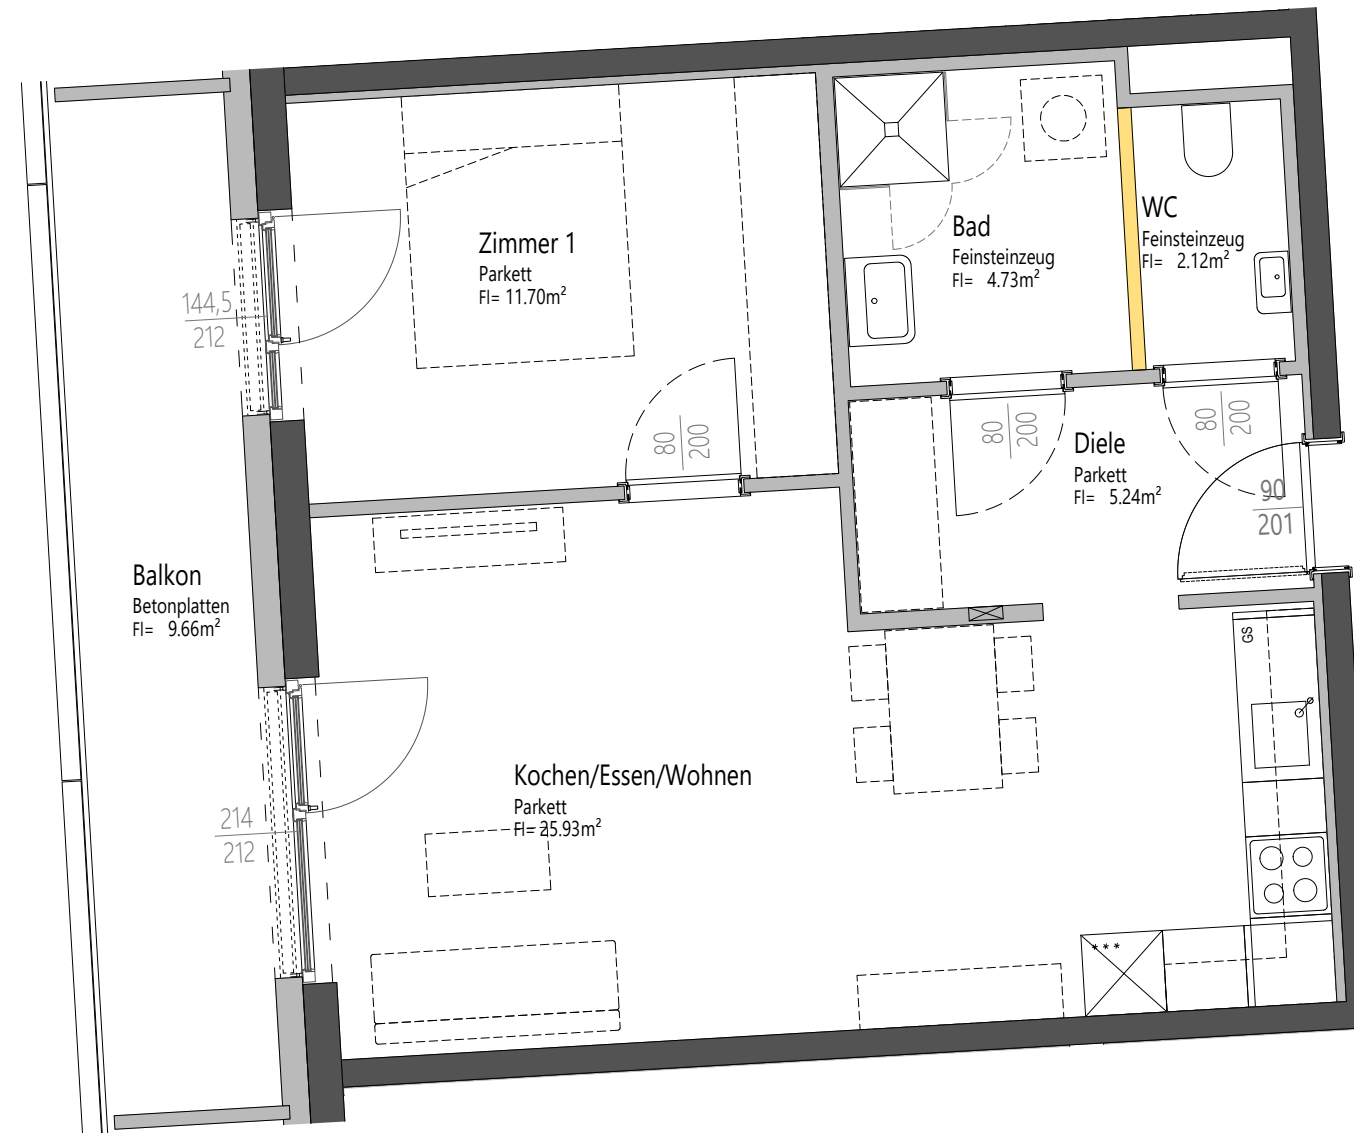 Zimmer 1
Parkett
Fl= 11.70m²
Bad
Feinsteinzeug
Fl= 4.73m²
WC
Feinsteinzeug
Fl= 2.12m²
144,5
212
80
200
80
200
80
200
Diele
Parkett
Fl= 5.24m²
90
201
Balkon
Betonplatten
Fl= 9.66m²
GS
214
212
Kochen/Essen/Wohnen
Parkett
Fl= 25.93m²
***